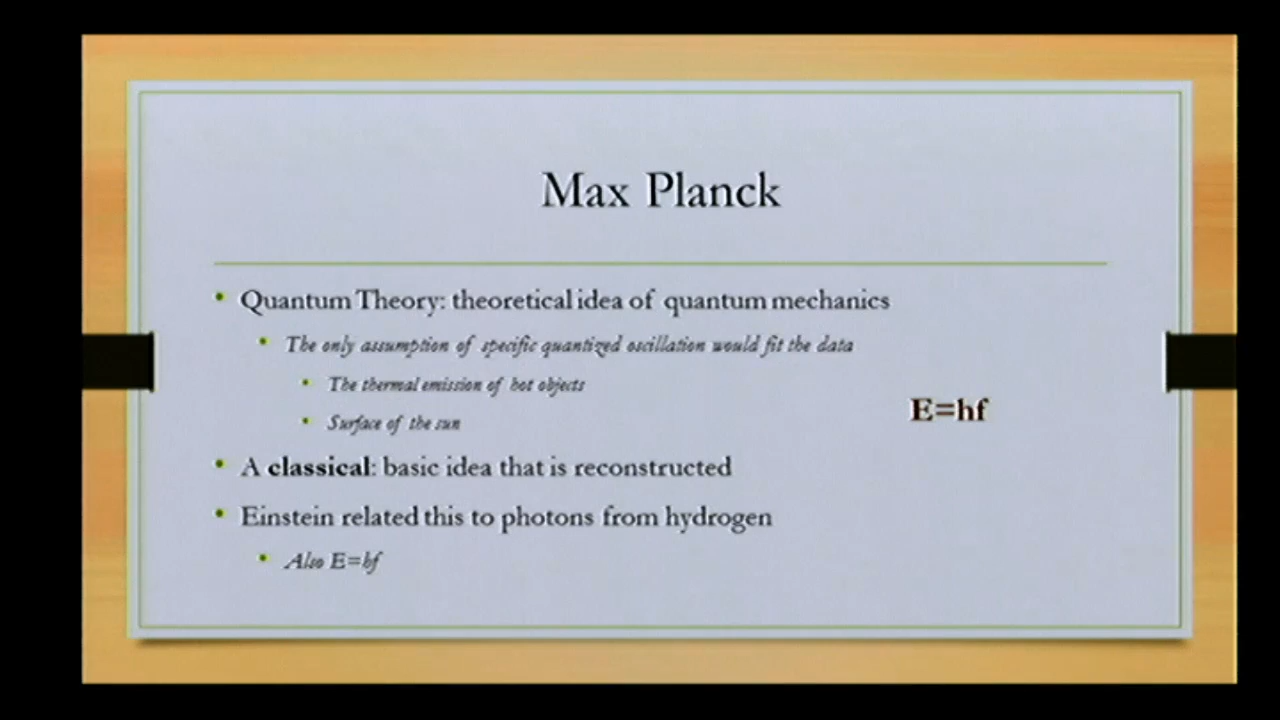 Max Planck
Quantum Theory: theoretical idea of quantum mechanics
The only assumption of specific quantized oscillation would fit the data
The thermal emission of hot objects
Surface of the sun
E=hf
A classical: basic idea that is reconstructed
Einstein related this to photons from hydrogen
Also E=hf